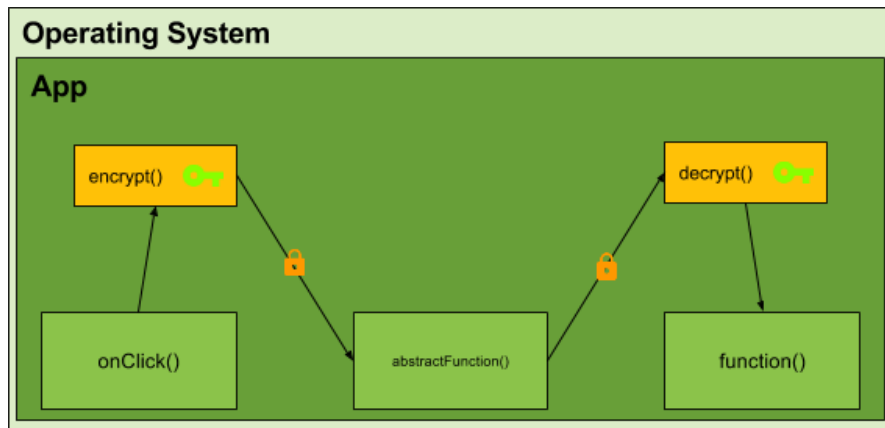 Operating System
App
encrypt()
decrypt()
onClick()
abstractFunction()
function()